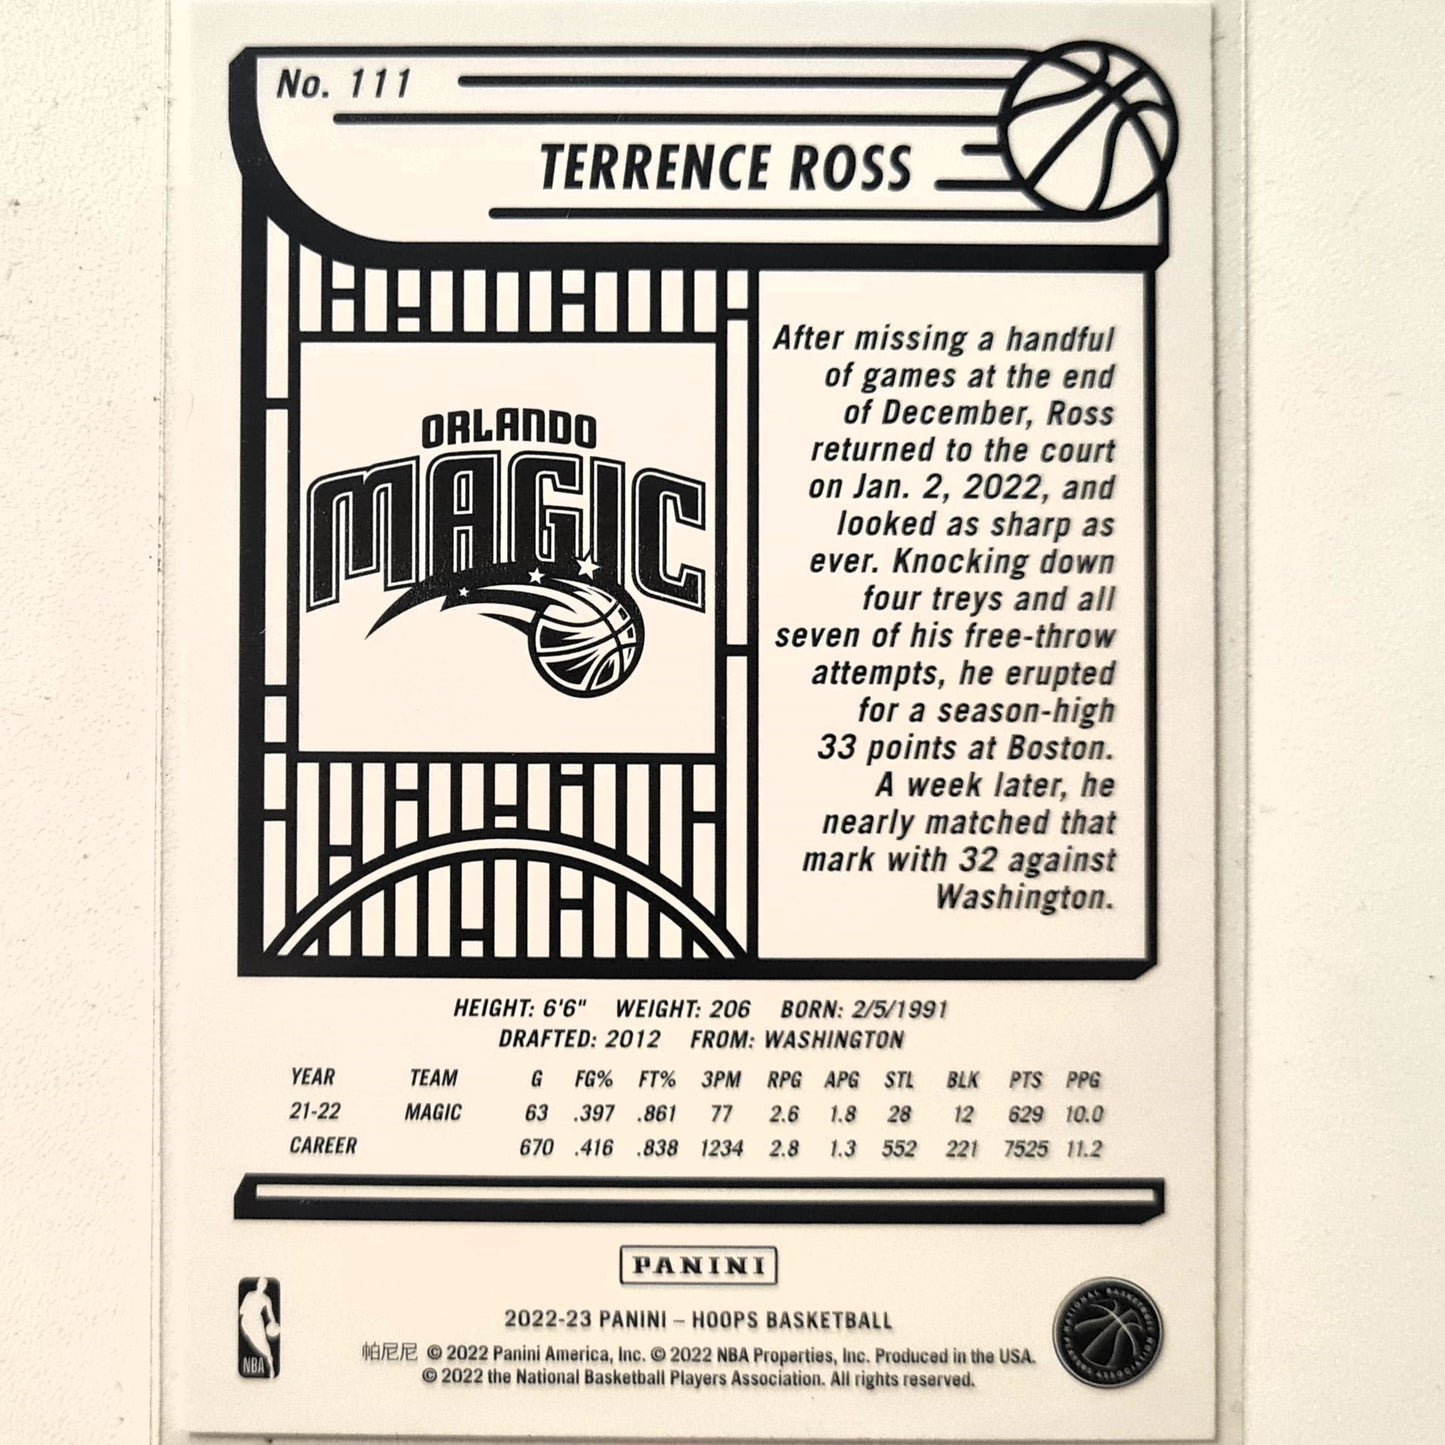 No. 111
TERRENCE ROSS
ORLANDO
MAGIC
After missing a handful
of games at the end
of December, Ross
returned to the court
on Jan. 2, 2022, and
looked as sharp as
ever. Knocking down
four treys and all
seven of his free-throw
attempts, he erupted
for a season-high
33 points at Boston.
A week later, he
nearly matched that
mark with 32 against
Washington.
HEIGHT: 6'6" WEIGHT: 206 BORN: 2/5/1991
DRAFTED: 2012 FROM: WASHINGTON
YEAR TEAM G FG% FT% 3PM RPG APG STL BLK PTS PPG
21-22 MAGIC 63 .397 .861 77 2.6 1.8 28 12 629 10.0
CAREER 670 .416 .838 1234 2.8 1.3 552 221 7525 11.2
PANINI
2022-23 PANINI – HOOPS BASKETBALL
帕尼尼 © 2022 Panini America, Inc. © 2022 NBA Properties, Inc. Produced in the USA.
© 2022 the National Basketball Players Association. All rights reserved.
NBA
NATIONAL BASKETBALL PLAYERS ASSOCIATION